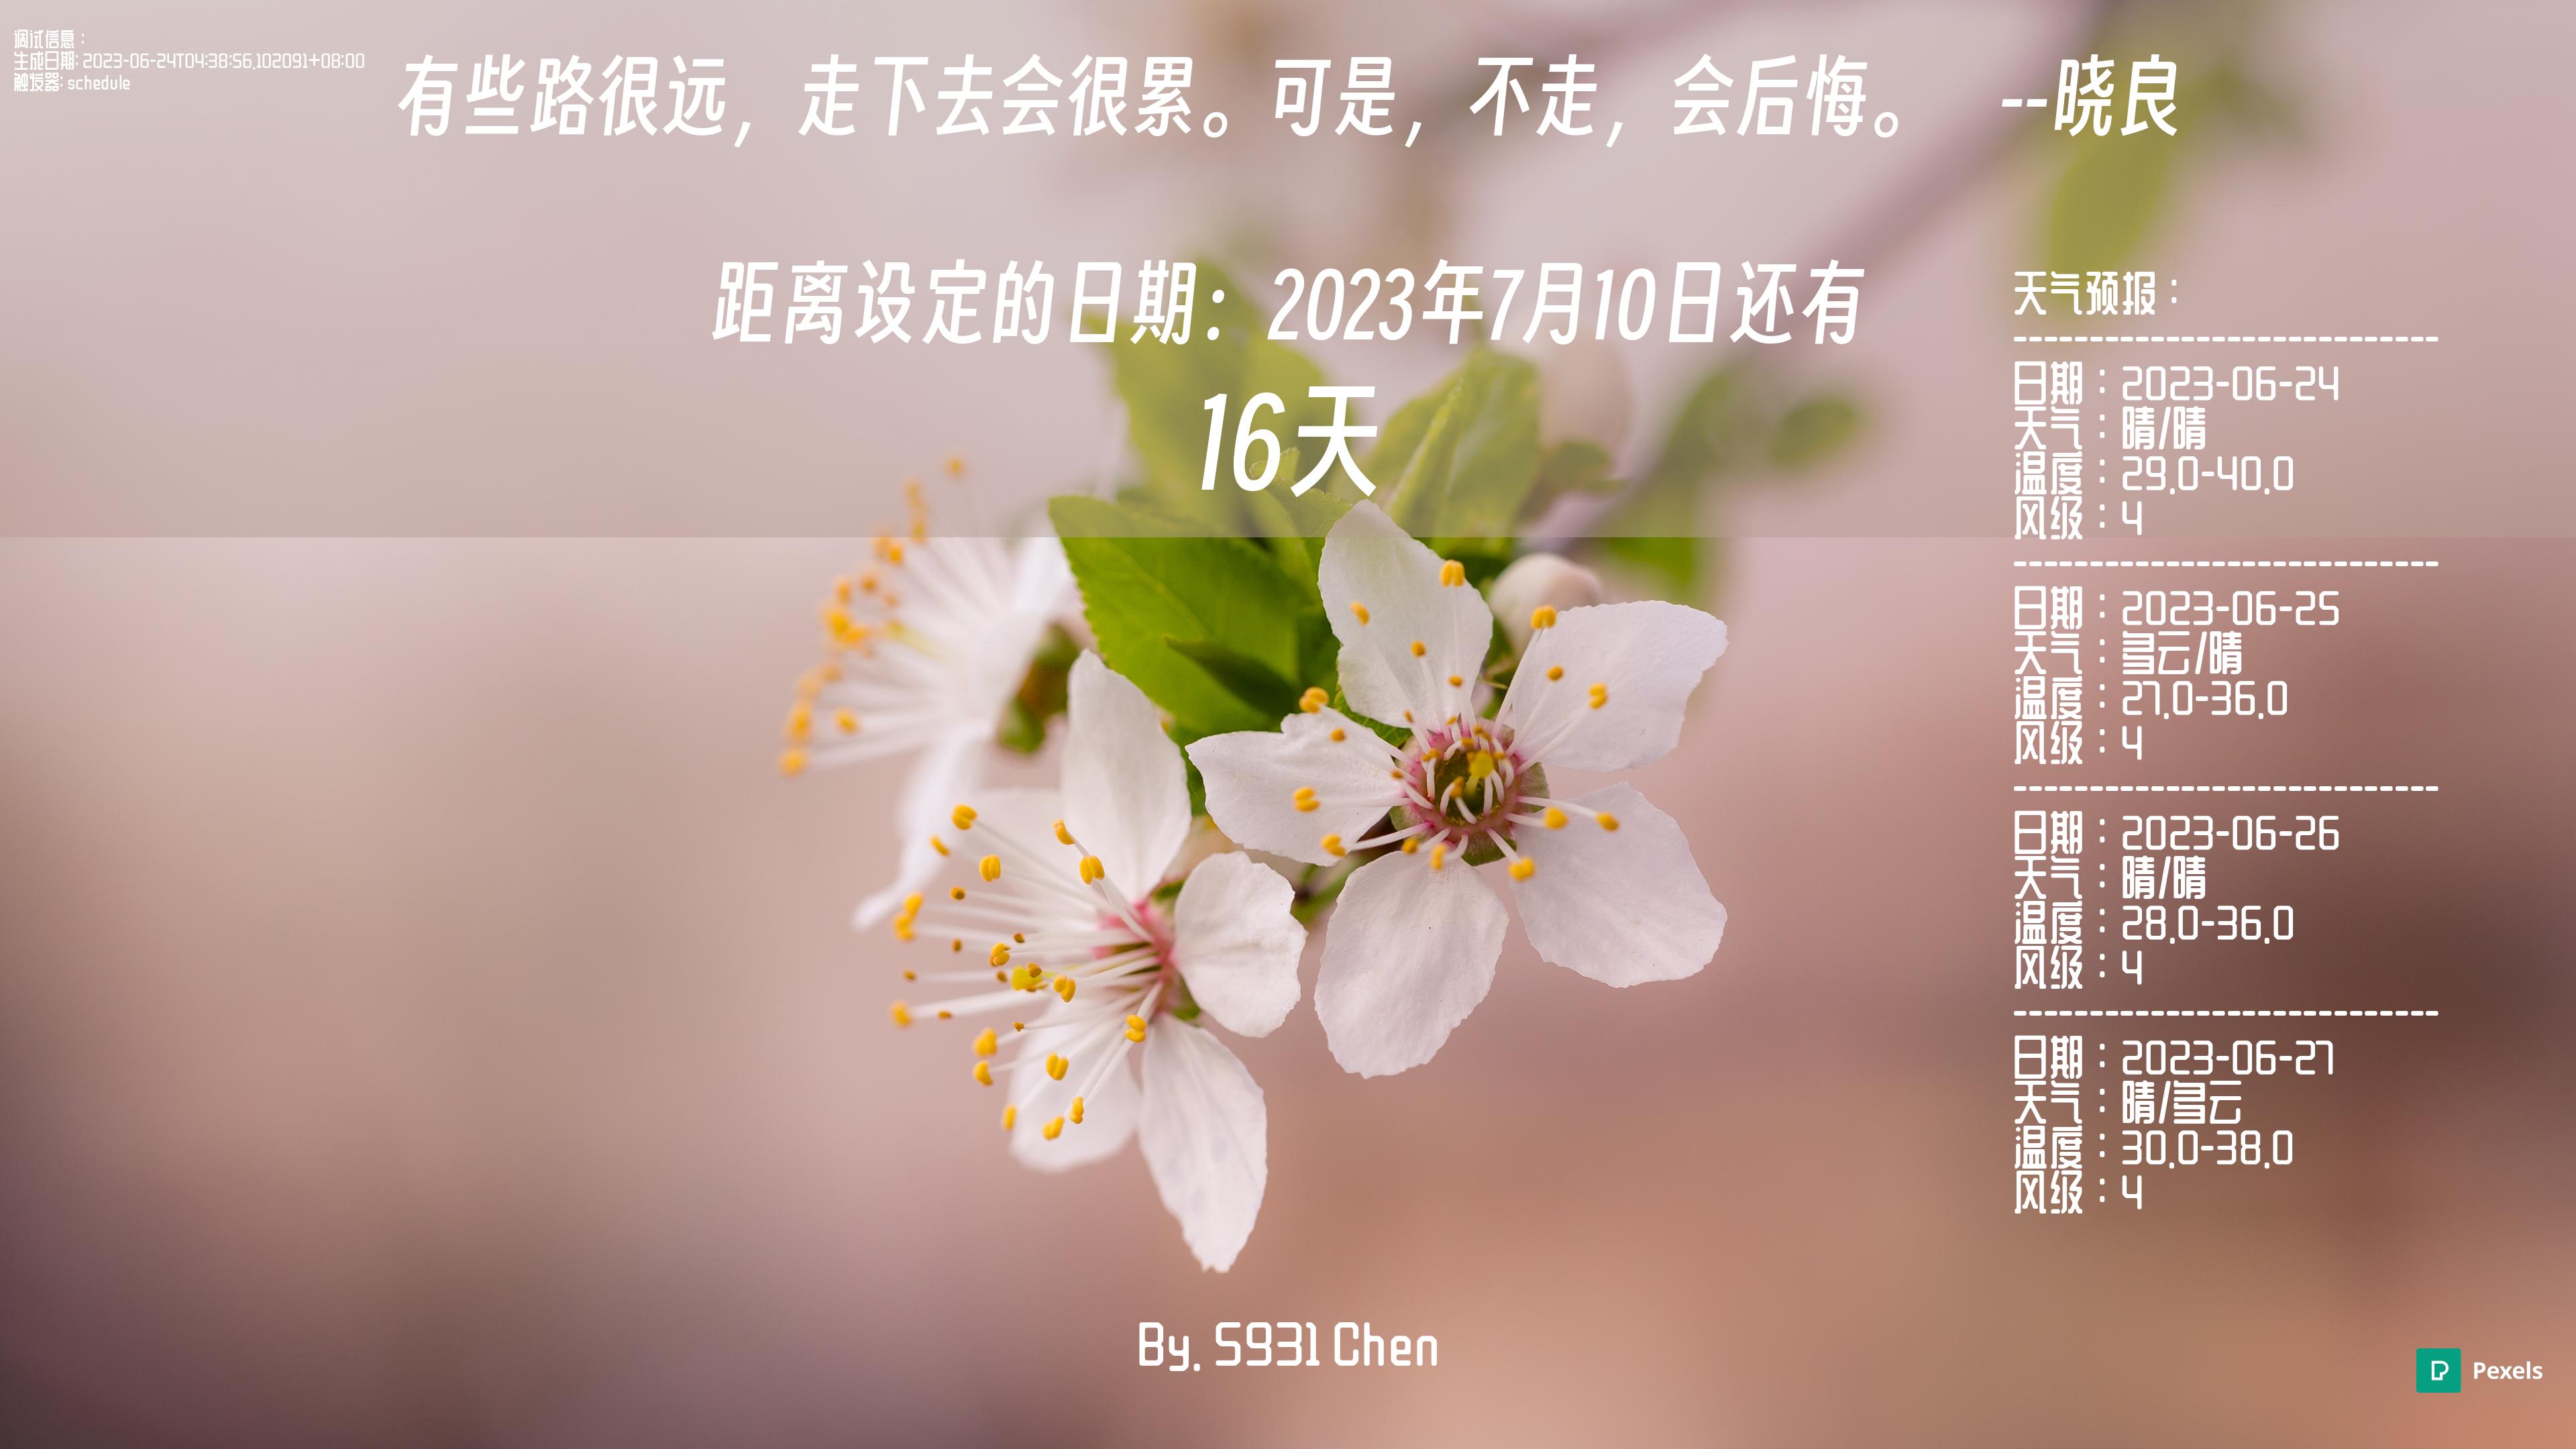 调试信息：
生成日期: 2023-06-24T04:38:56.102091+08:00
触发器: schedule
有些路很远，走下去会很累。可是，不走，会后悔。 --晓良
距离设定的日期：2023年7月10日还有
16天
天气预报：
----------------------------
日期：2023-06-24
天气：晴/晴
温度：29.0-40.0
风级：4
----------------------------
日期：2023-06-25
天气：多云/晴
温度：27.0-36.0
风级：4
----------------------------
日期：2023-06-26
天气：晴/晴
温度：28.0-36.0
风级：4
----------------------------
日期：2023-06-27
天气：晴/多云
温度：30.0-38.0
风级：4
By. S931 Chen
Pexels